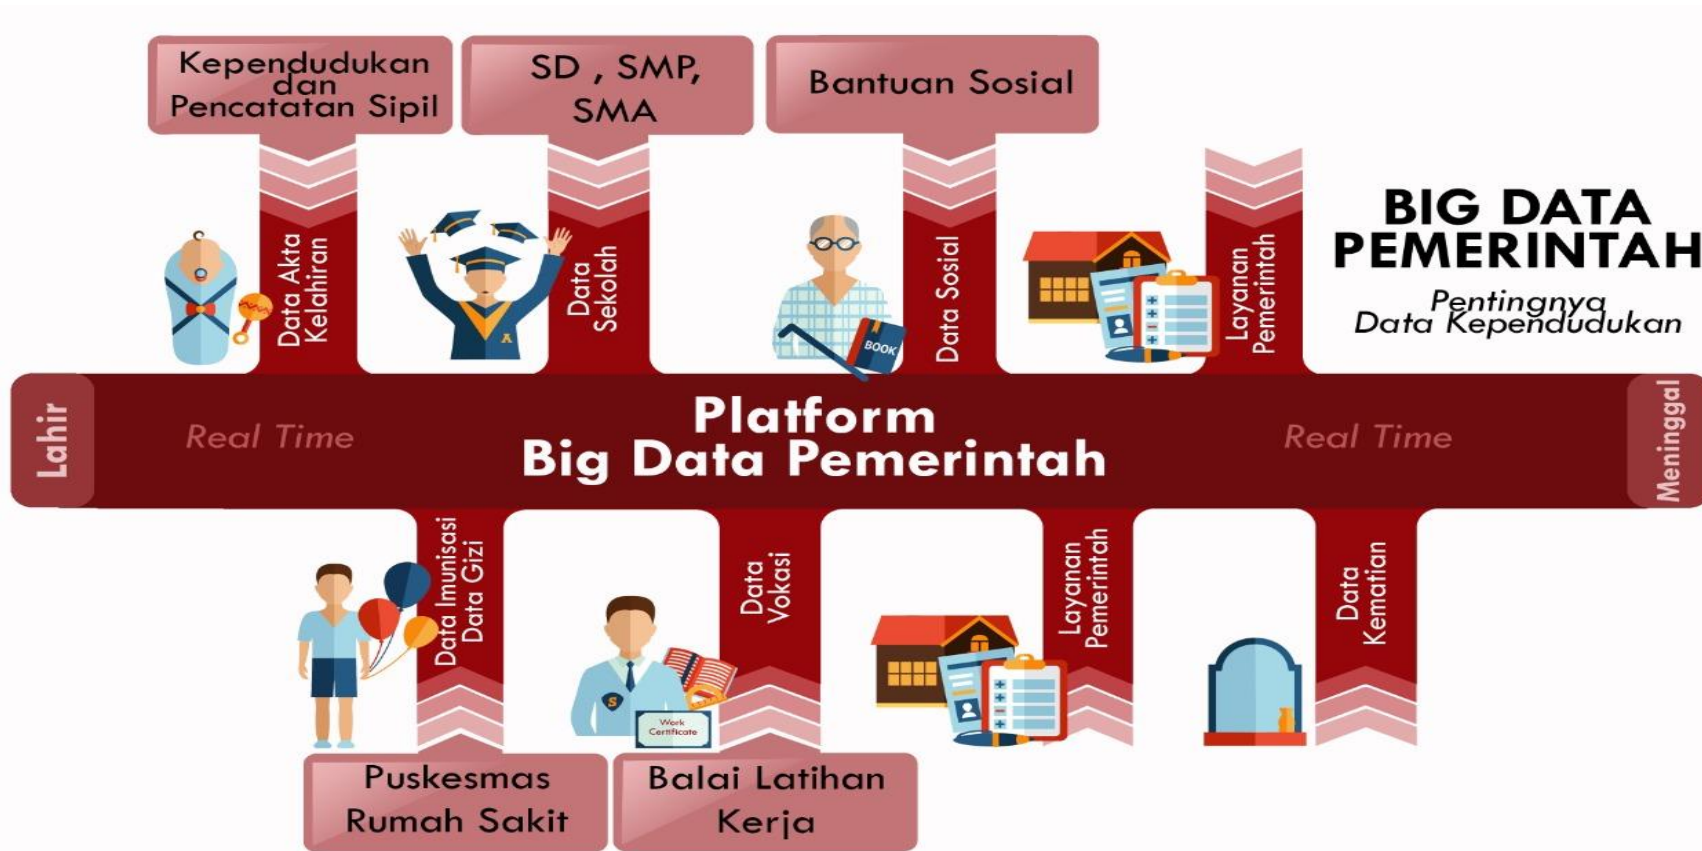 Kependudukan
dan
Pencatatan Sipil
SD , SMP,
SMA
Bantuan Sosial
Data Akta
Kelahiran
Data
Sekolah
BOOK
Data Sosial
Layanan
Pemerintah
BIG DATA
PEMERINTAH
Pentingnya
Data Kependudukan
A
Lahir
Real Time
Platform
Big Data Pemerintah
Real Time
Meninggal
Data Imunisasi
Data Gizi
Data
Vokasi
Layanan
Pemerintah
Data
Kematian
S
Work
Certificate
Puskesmas
Rumah Sakit
Balai Latihan
Kerja